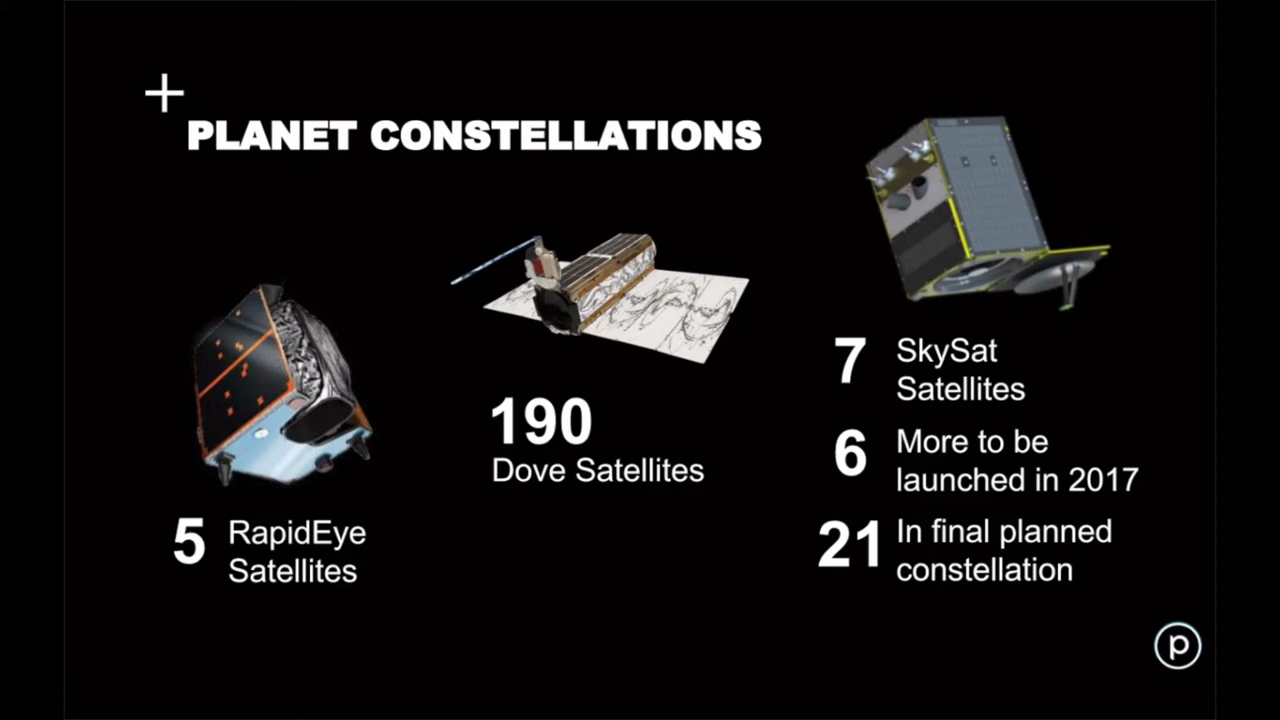 PLANET CONSTELLATIONS
5 RapidEye
Satellites
190
Dove Satellites
7 SkySat
Satellites
6 More to be
launched in 2017
21 In final planned
constellation
p